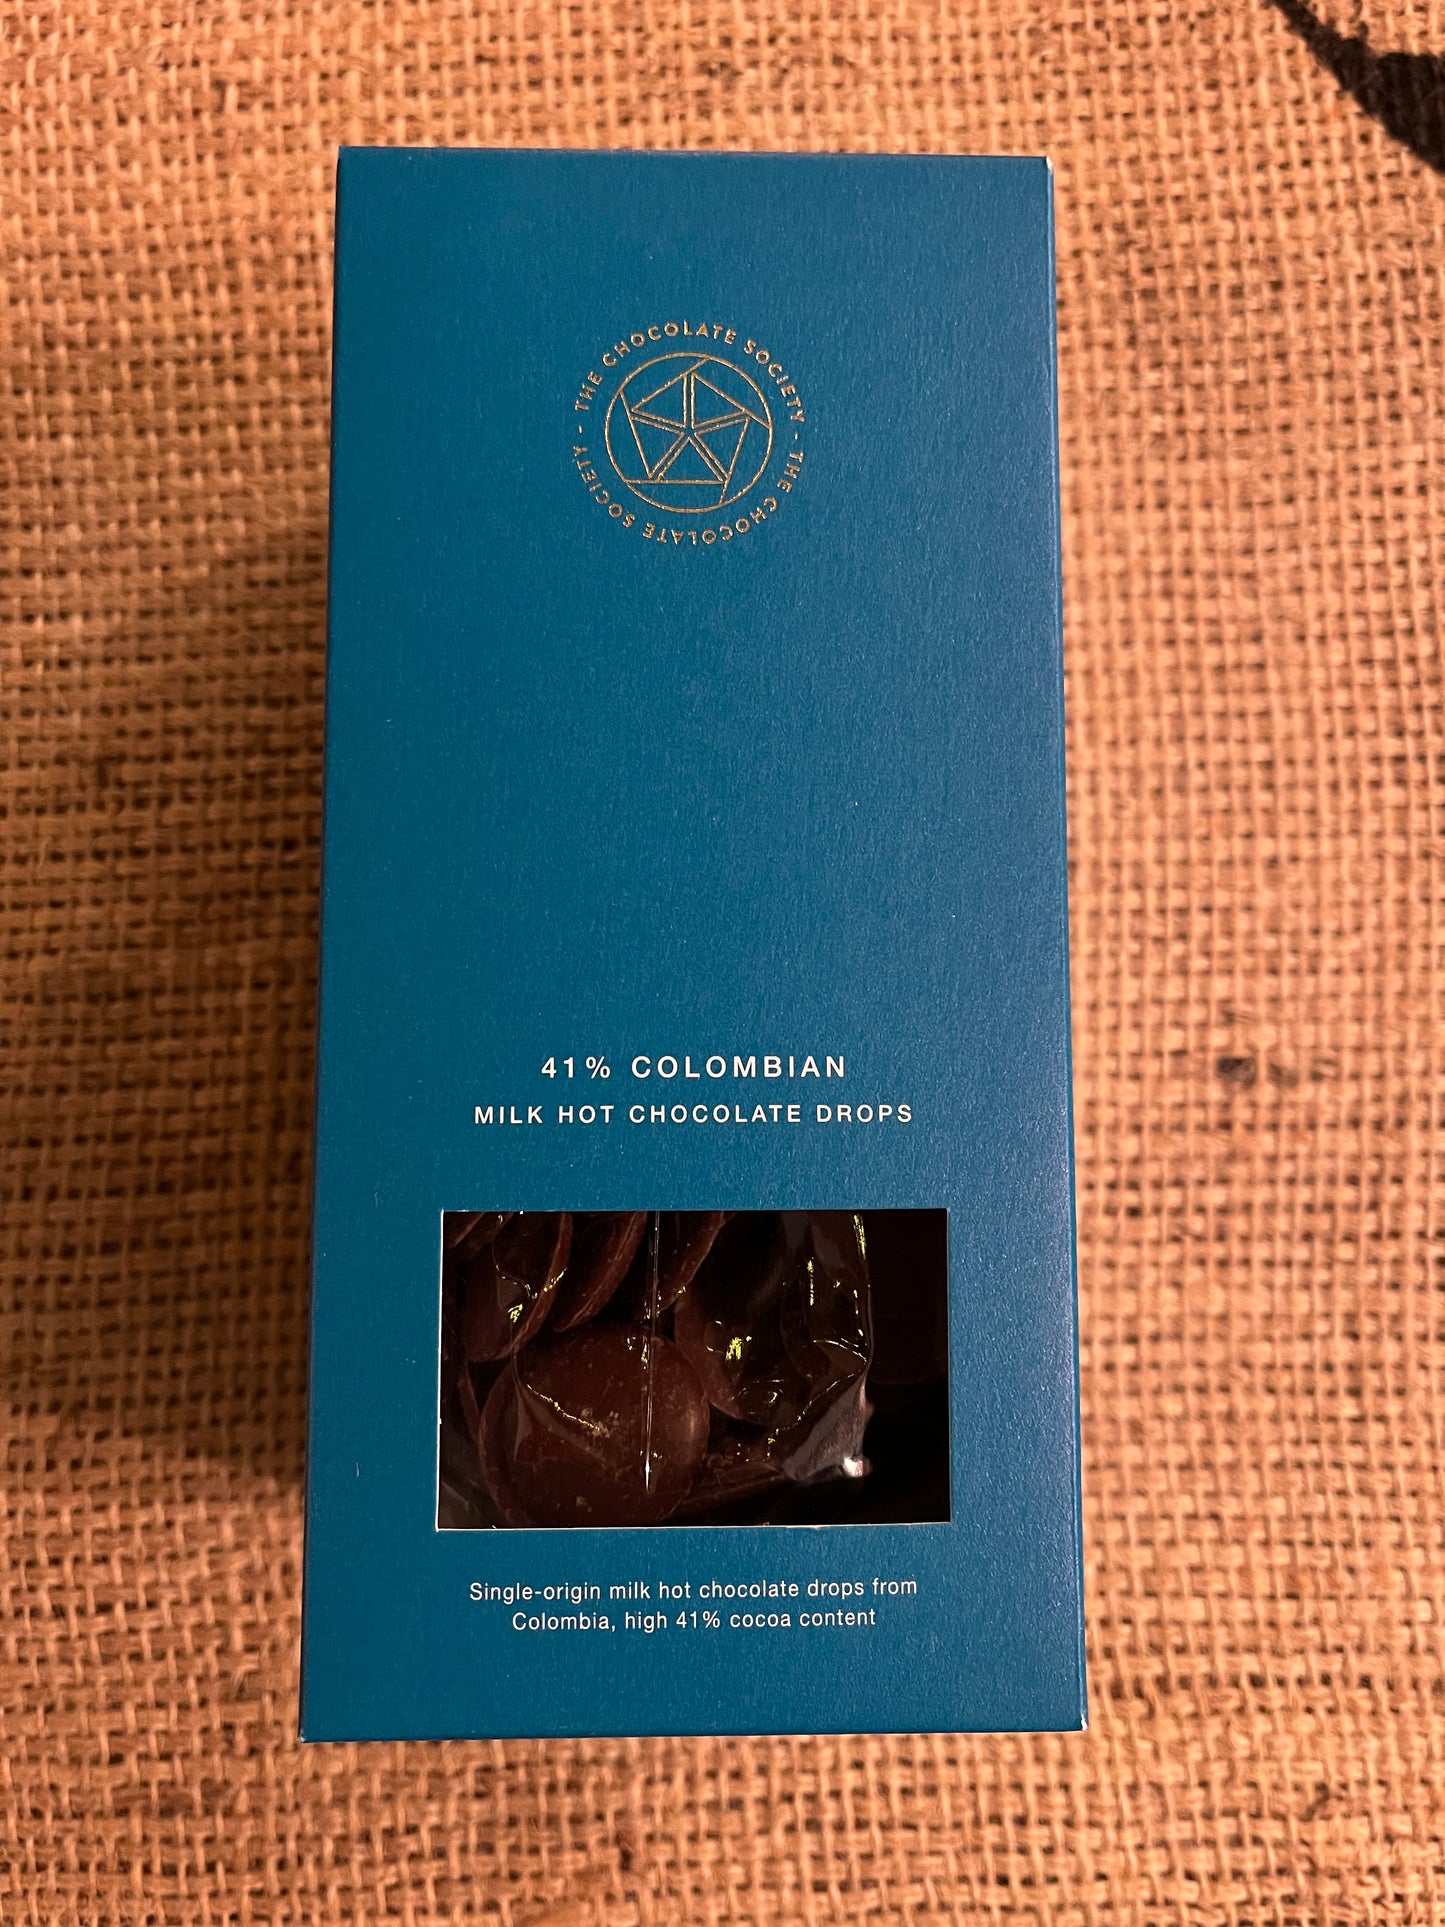 THE CHOCOLATE SOCIETY - THE CHOCOLATE SOCIETY -
41% COLOMBIAN
MILK HOT CHOCOLATE DROPS
Single-origin milk hot chocolate drops from
Colombia, high 41% cocoa content